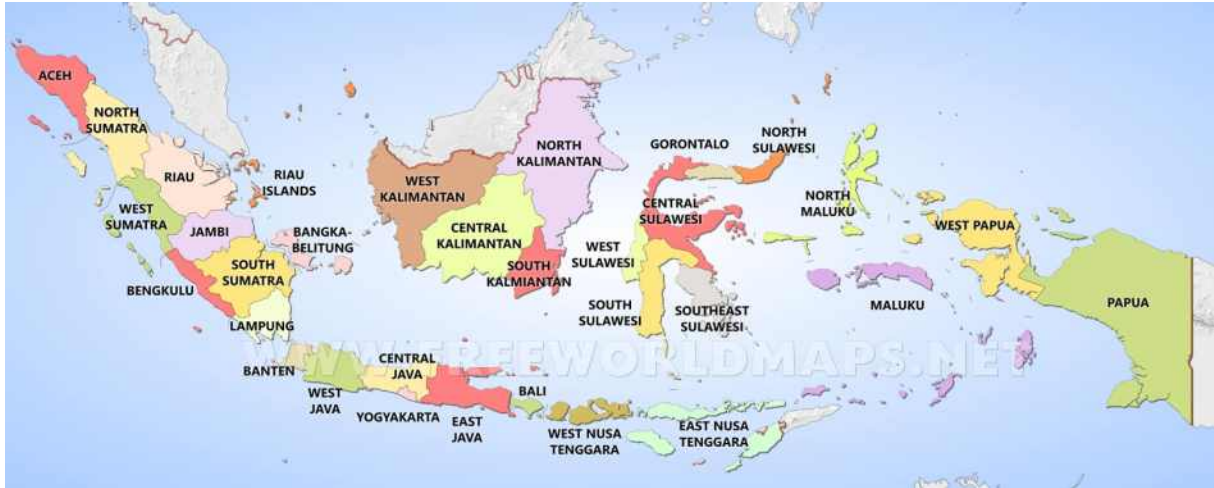 ACEH
NORTH
SUMATRA
RIAU
RIAU
ISLANDS
WEST
SUMATRA
JAMBI
BANGKA-
BELITUNG
SOUTH
SUMATRA
BENGKULU
LAMPUNG
BANTEN
WEST
JAVA
CENTRAL
JAVA
YOGYAKARTA
EAST
JAVA
BALI
WEST NUSA
TENGGARA
EAST NUSA
TENGGARA
WEST
KALIMANTAN
NORTH
KALIMANTAN
CENTRAL
KALIMANTAN
SOUTH
KALMIANTAN
GORONTALO
NORTH
SULAWESI
CENTRAL
SULAWESI
WEST
SULAWESI
SOUTH
SULAWESI
SOUTHEAST
SULAWESI
NORTH
MALUKU
MALUKU
WEST PAPUA
PAPUA
WWW.FREEWORLDMAPS.NET